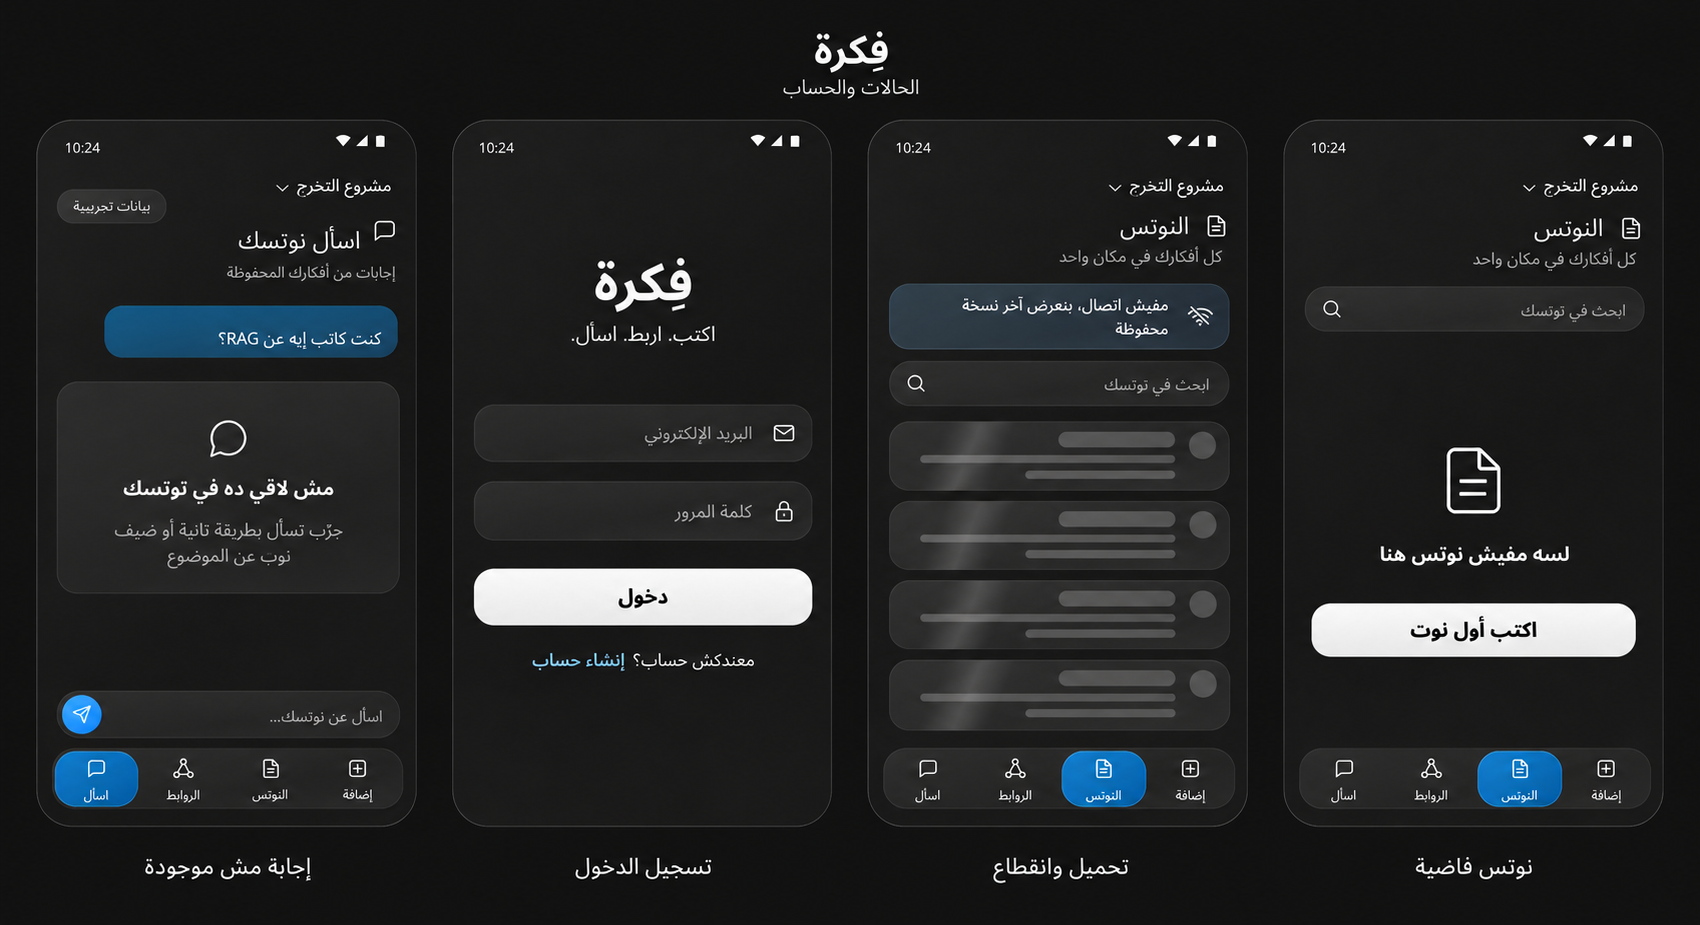 فِكرة
الحالات والحساب
10:24
مشروع التخرج
النوتس
كل أفكارك في مكان واحد
ابحث في توتسك
لسه مفيش نوتس هنا
اكتب أول نوت
إضافة
النوتس
الروابط
اسأل
نوتس فاضية
10:24
مشروع التخرج
النوتس
كل أفكارك في مكان واحد
مفيش اتصال، بنعرض آخر نسخة
محفوظة
ابحث في توتسك
إضافة
النوتس
الروابط
اسأل
تحميل وانقطاع
10:24
فِكرة
اكتب. اربط. اسأل.
البريد الإلكتروني
كلمة المرور
دخول
معندكش حساب؟ إنشاء حساب
تسجيل الدخول
10:24
مشروع التخرج
بيانات تجريبية
اسأل نوتسك
إجابات من أفكارك المحفوظة
كنت كاتب إيه عن RAG؟
مش لاقي ده في توتسك
جرّب تسأل بطريقة تانية أو ضيف
نوت عن الموضوع
اسأل عن نوتسك...
إضافة
النوتس
الروابط
اسأل
إجابة مش موجودة